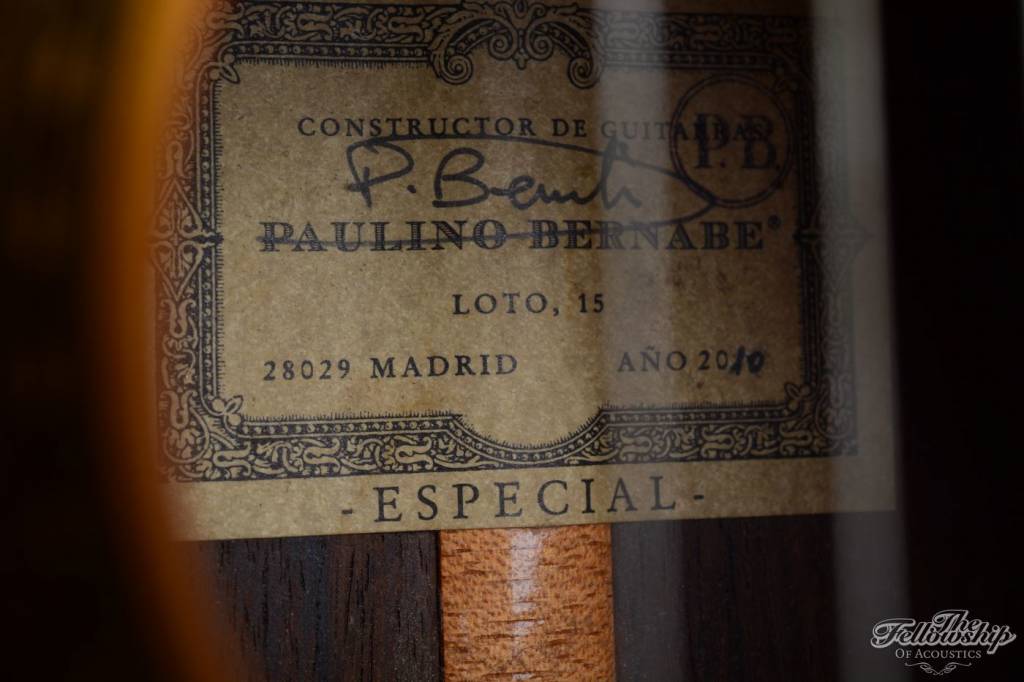 CONSTRUCTOR DE GUITARRAS
P.B.
P. Bernabe
PAULINO BERNABE®
LOTO, 15
28029 MADRID AÑO 2010
-ESPECIAL-
The
Fellowship
OF ACOUSTICS